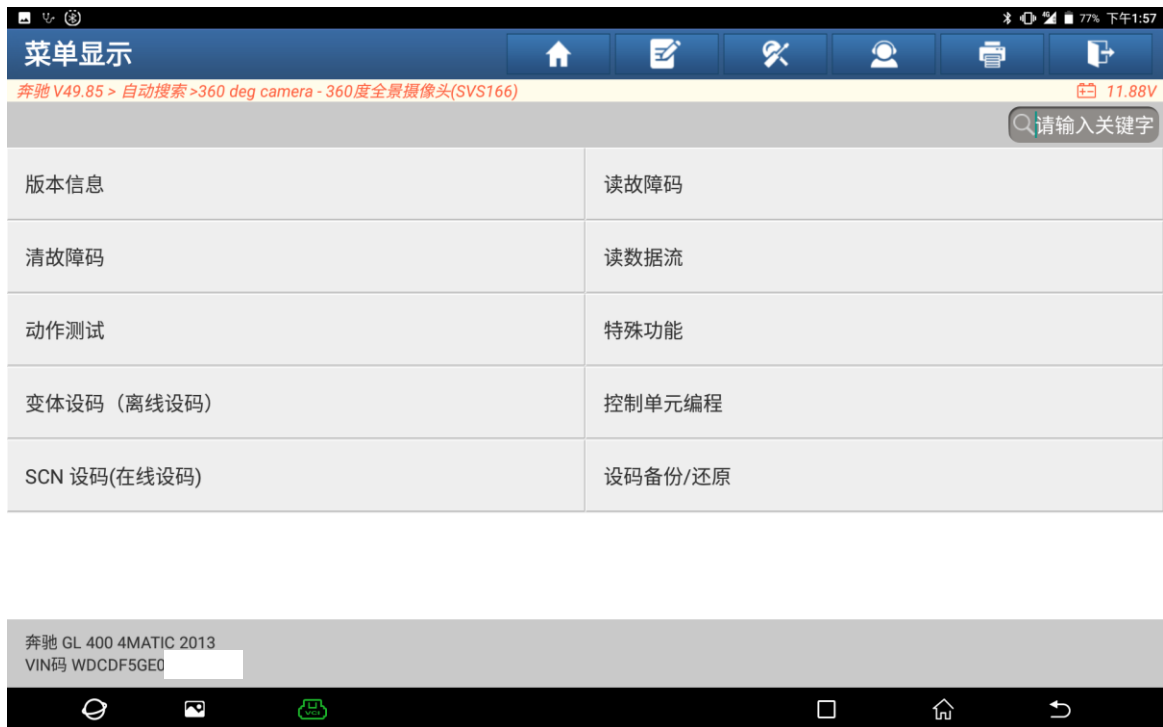 4G 77% 下午1:57
菜单显示
奔驰 V49.85 > 自动搜索 >360 deg camera - 360度全景摄像头(SVS166) 11.88V
请输入关键字
版本信息 读故障码
清故障码 读数据流
动作测试 特殊功能
变体设码（离线设码） 控制单元编程
SCN 设码(在线设码) 设码备份/还原
奔驰 GL 400 4MATIC 2013
VIN码 WDCDF5GE0
VCI